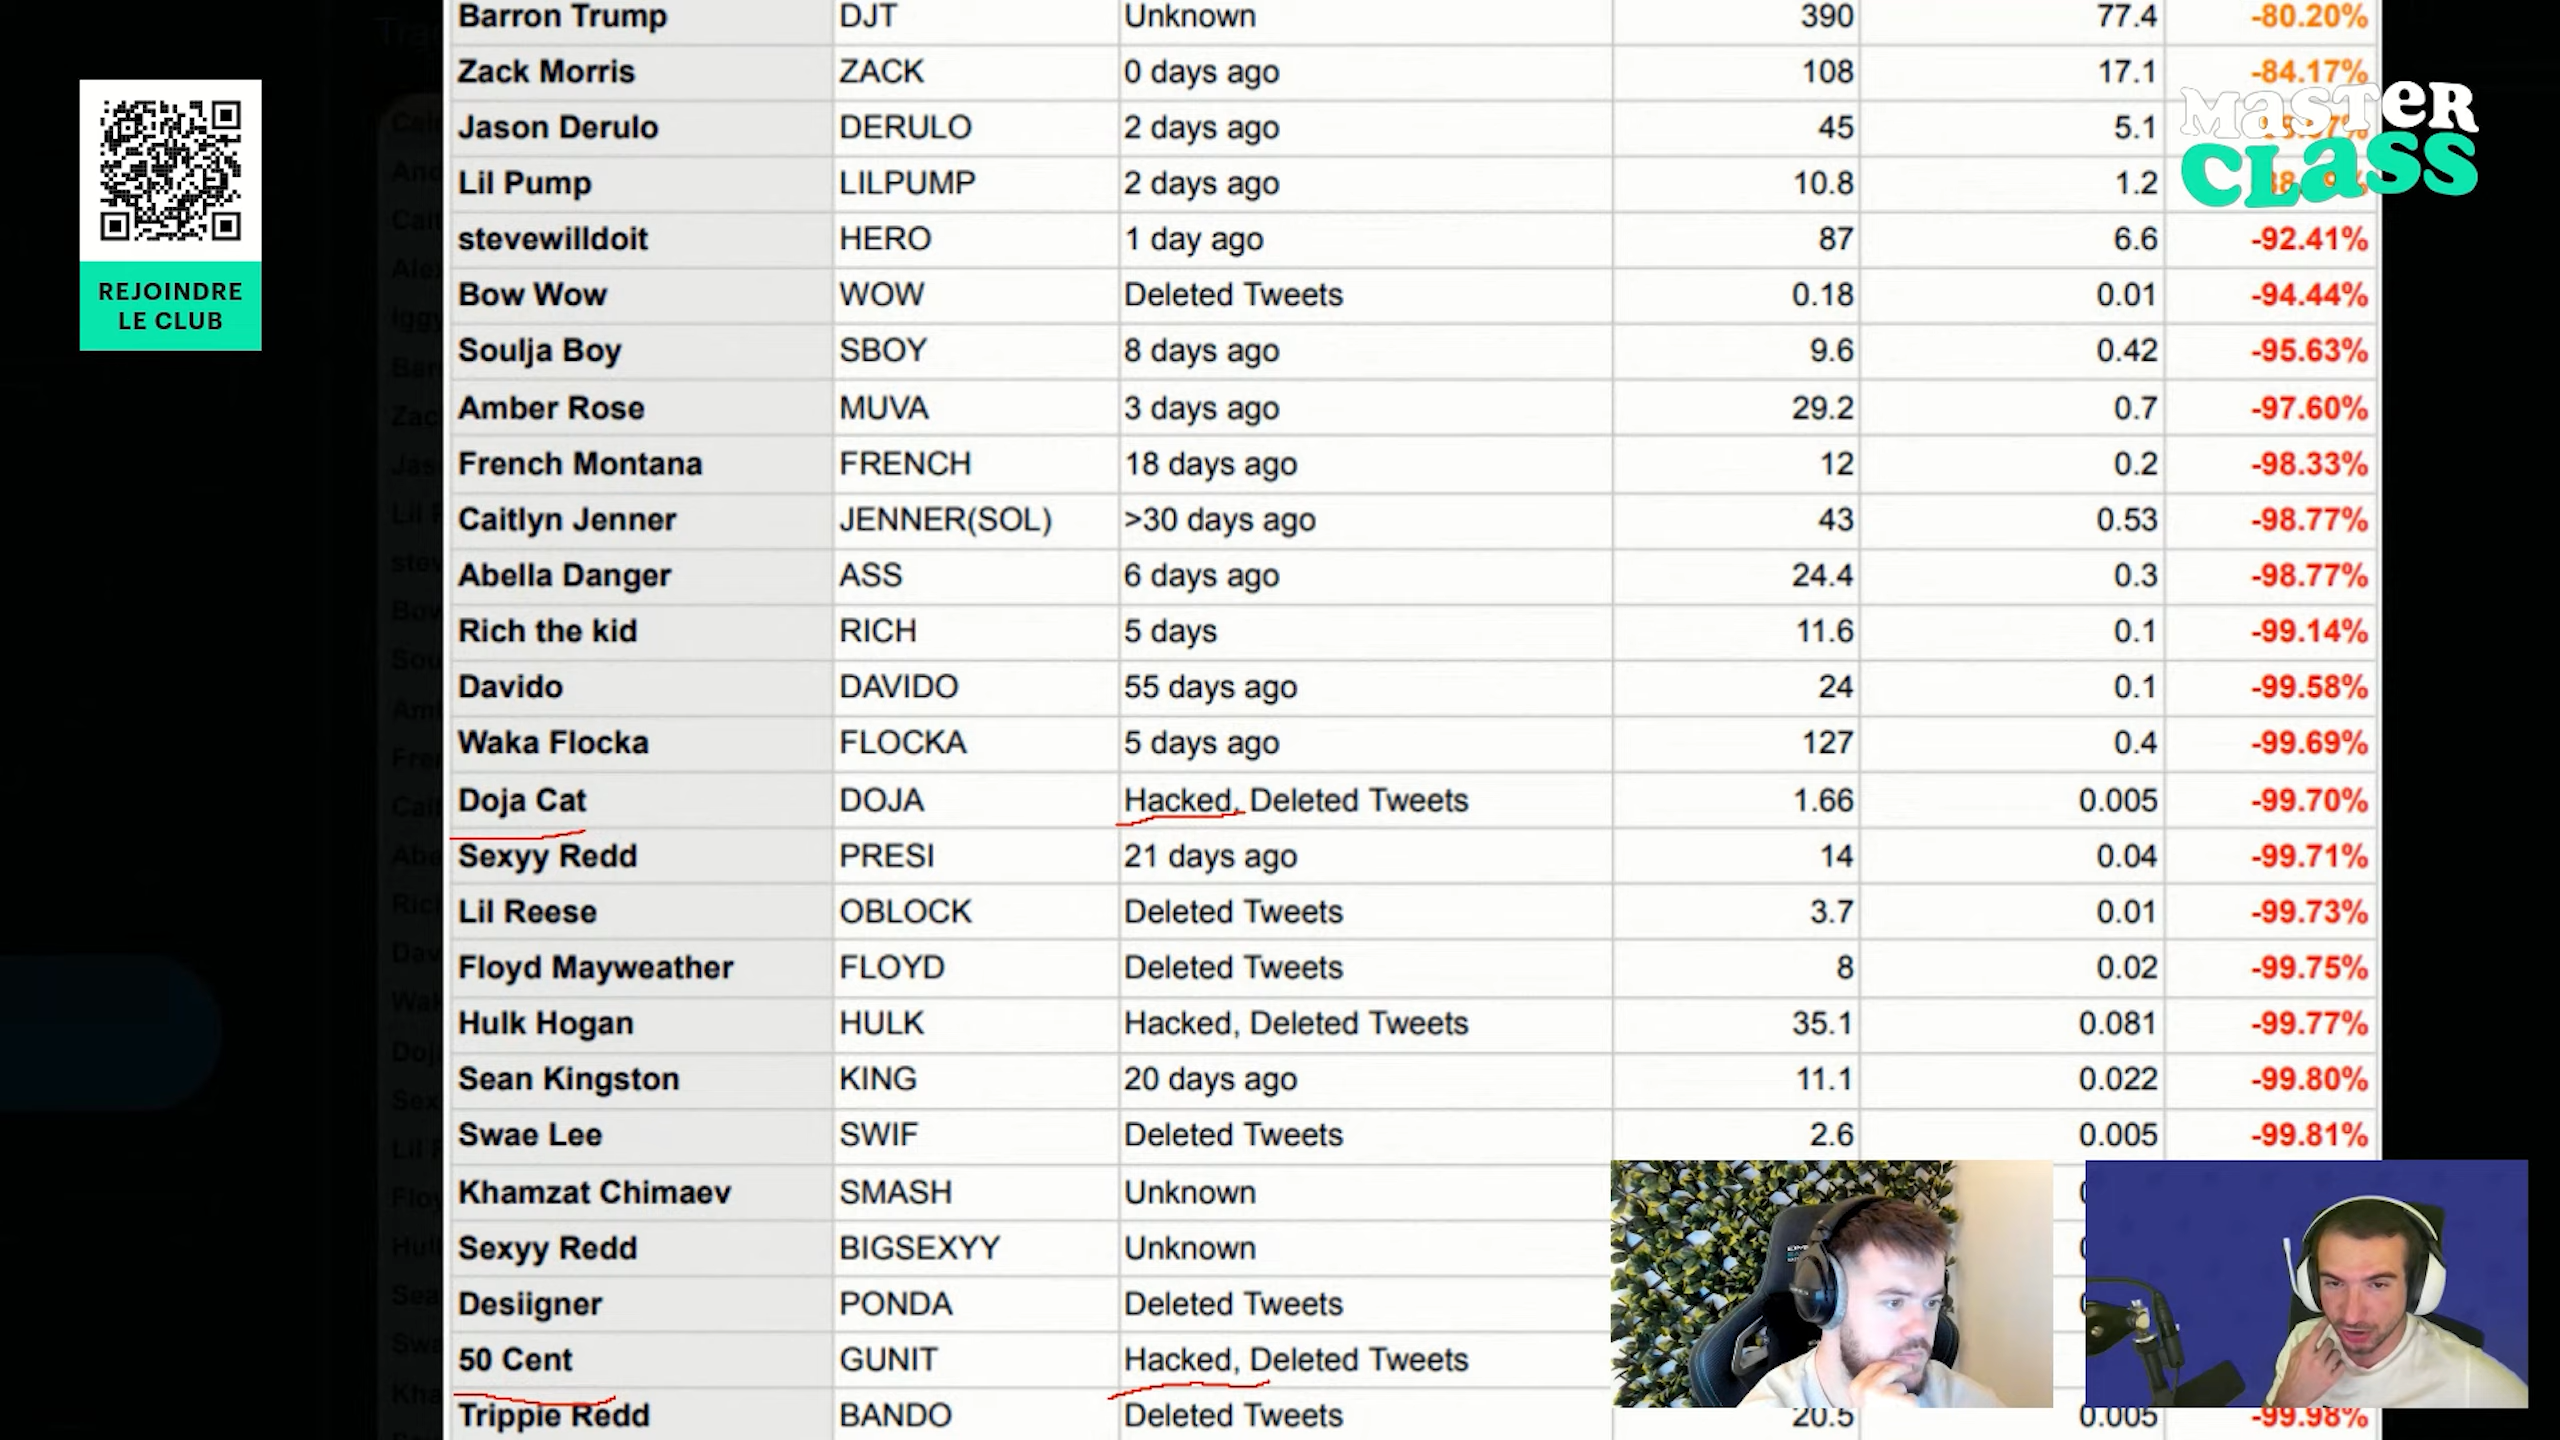 Barron Trump DJT Unknown 390 77.4 -80.20%
Zack Morris ZACK 0 days ago 108 17.1 -84.17%
Jason Derulo DERULO 2 days ago 45 5.1
Lil Pump LILPUMP 2 days ago 10.8 1.2
MASTER
CLASS
stevewilldoit HERO 1 day ago 87 6.6 -92.41%
REJOINDRE
LE CLUB
Bow Wow WOW Deleted Tweets 0.18 0.01 -94.44%
Soulja Boy SBOY 8 days ago 9.6 0.42 -95.63%
Amber Rose MUVA 3 days ago 29.2 0.7 -97.60%
French Montana FRENCH 18 days ago 12 0.2 -98.33%
Caitlyn Jenner JENNER(SOL) >30 days ago 43 0.53 -98.77%
Abella Danger ASS 6 days ago 24.4 0.3 -98.77%
Rich the kid RICH 5 days 11.6 0.1 -99.14%
Davido DAVIDO 55 days ago 24 0.1 -99.58%
Waka Flocka FLOCKA 5 days ago 127 0.4 -99.69%
Doja Cat DOJA Hacked, Deleted Tweets 1.66 0.005 -99.70%
Sexyy Redd PRESI 21 days ago 14 0.04 -99.71%
Lil Reese OBLOCK Deleted Tweets 3.7 0.01 -99.73%
Floyd Mayweather FLOYD Deleted Tweets 8 0.02 -99.75%
Hulk Hogan HULK Hacked, Deleted Tweets 35.1 0.081 -99.77%
Sean Kingston KING 20 days ago 11.1 0.022 -99.80%
Swae Lee SWIF Deleted Tweets 2.6 0.005 -99.81%
Khamzat Chimaev SMASH Unknown
Sexyy Redd BIGSEXYY Unknown
Desiigner PONDA Deleted Tweets
50 Cent GUNIT Hacked, Deleted Tweets
Trippie Redd BANDO Deleted Tweets 20.5 0.005 -99.98%